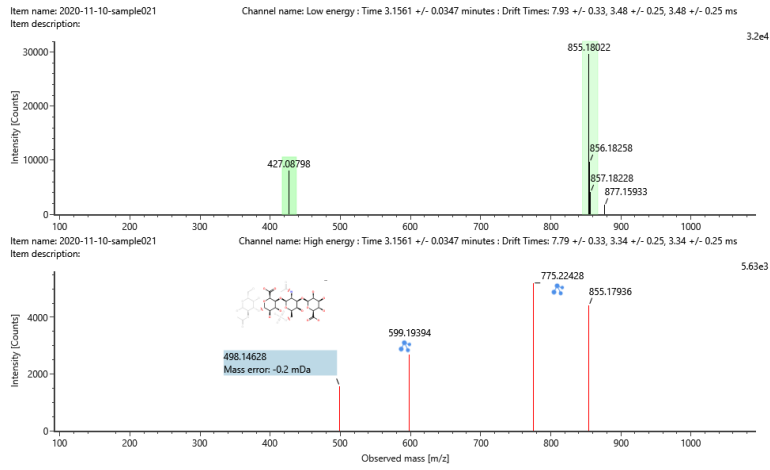 Item name: 2020-11-10-sample021 Channel name: Low energy : Time 3.1561 +/- 0.0347 minutes : Drift Times: 7.93 +/- 0.33, 3.48 +/- 0.25, 3.48 +/- 0.25 ms
Item description:
3.2e4
855.18022
30000
20000
10000
0
427.08798
856.18258
857.18228
877.15933
Intensity [Counts]
100 200 300 400 500 600 700 800 900 1000
Item name: 2020-11-10-sample021 Channel name: High energy : Time 3.1561 +/- 0.0347 minutes : Drift Times: 7.79 +/- 0.33, 3.34 +/- 0.25, 3.34 +/- 0.25 ms
Item description:
5.63e3
775.22428
855.17936
599.19394
498.14628
Mass error: -0.2 mDa
4000
2000
0
Intensity [Counts]
100 200 300 400 500 600 700 800 900 1000
Observed mass [m/z]